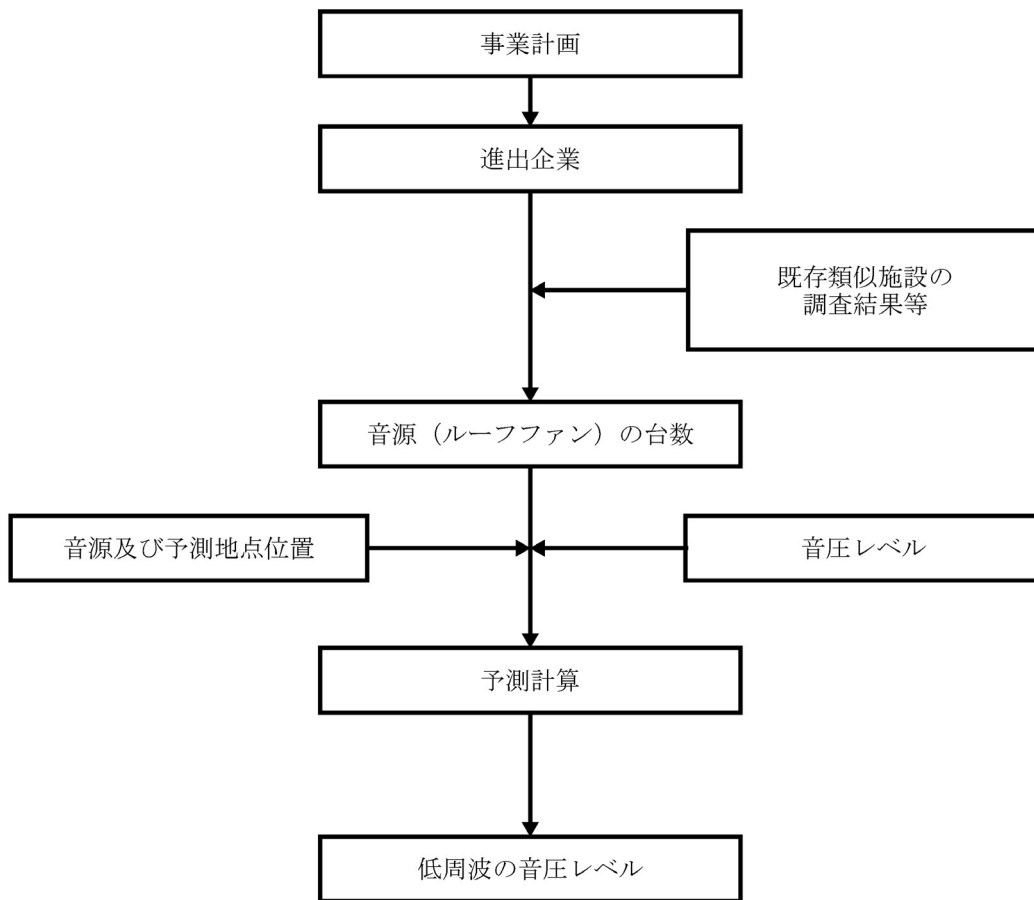 事業計画
進出企業
既存類似施設の
調査結果等
音源（ルーフファン）の台数
音源及び予測地点位置
音圧レベル
予測計算
低周波の音圧レベル